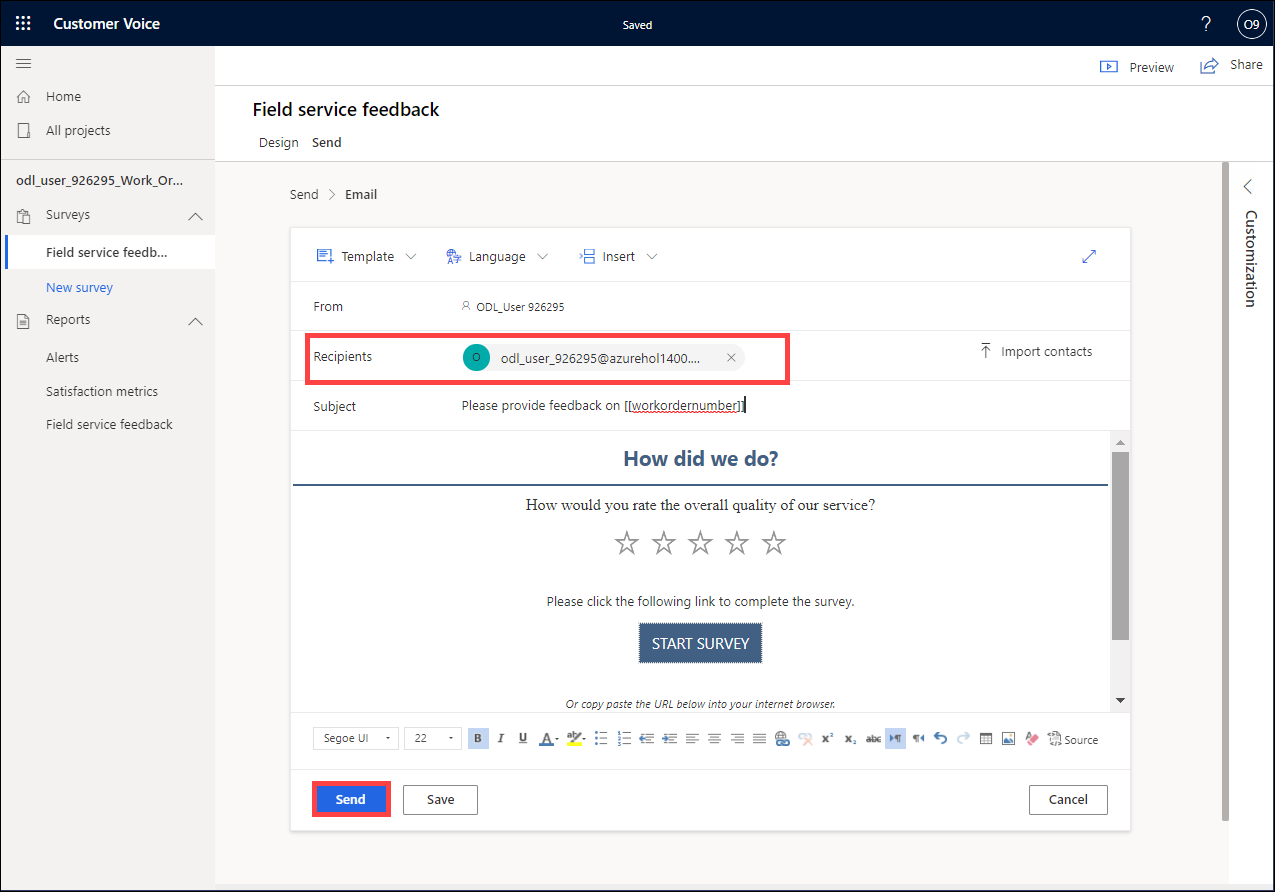 Customer Voice
Saved
?
O9
Preview
Share
Home
All projects
odl_user_926295_Work_Or...
Surveys
Field service feedb...
New survey
Reports
Alerts
Satisfaction metrics
Field service feedback
Field service feedback
Design Send
Send > Email
Template Language Insert
From ODL_User 926295
Recipients O odl_user_926295@azurehol1400....
Import contacts
Subject Please provide feedback on [[workordernumber]]
How did we do?
How would you rate the overall quality of our service?
Please click the following link to complete the survey.
START SURVEY
Or copy paste the URL below into your internet browser.
Segoe UI 22 B I U A ab x² x₂ abc Source
Send Save Cancel
Customization